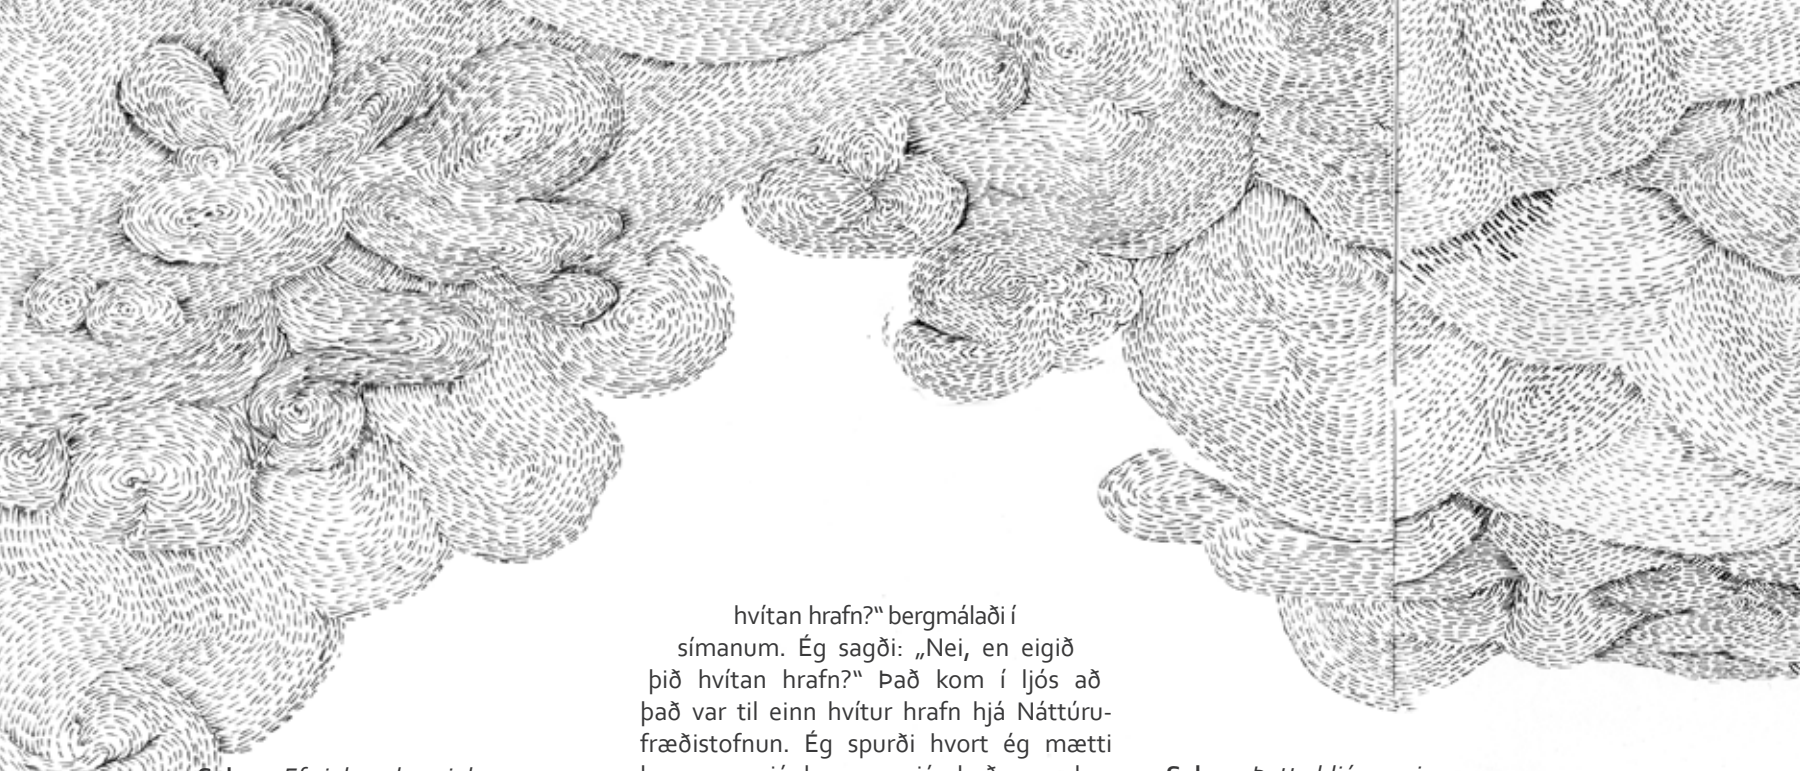 hvítan hrafn?“ bergmálaði í
símanum. Ég sagði: „Nei, en eigið
þið hvítan hrafn?“ Það kom í ljós að
það var til einn hvítur hrafn hjá Náttúru-
fræðistofnun. Ég spurði hvort ég mætti